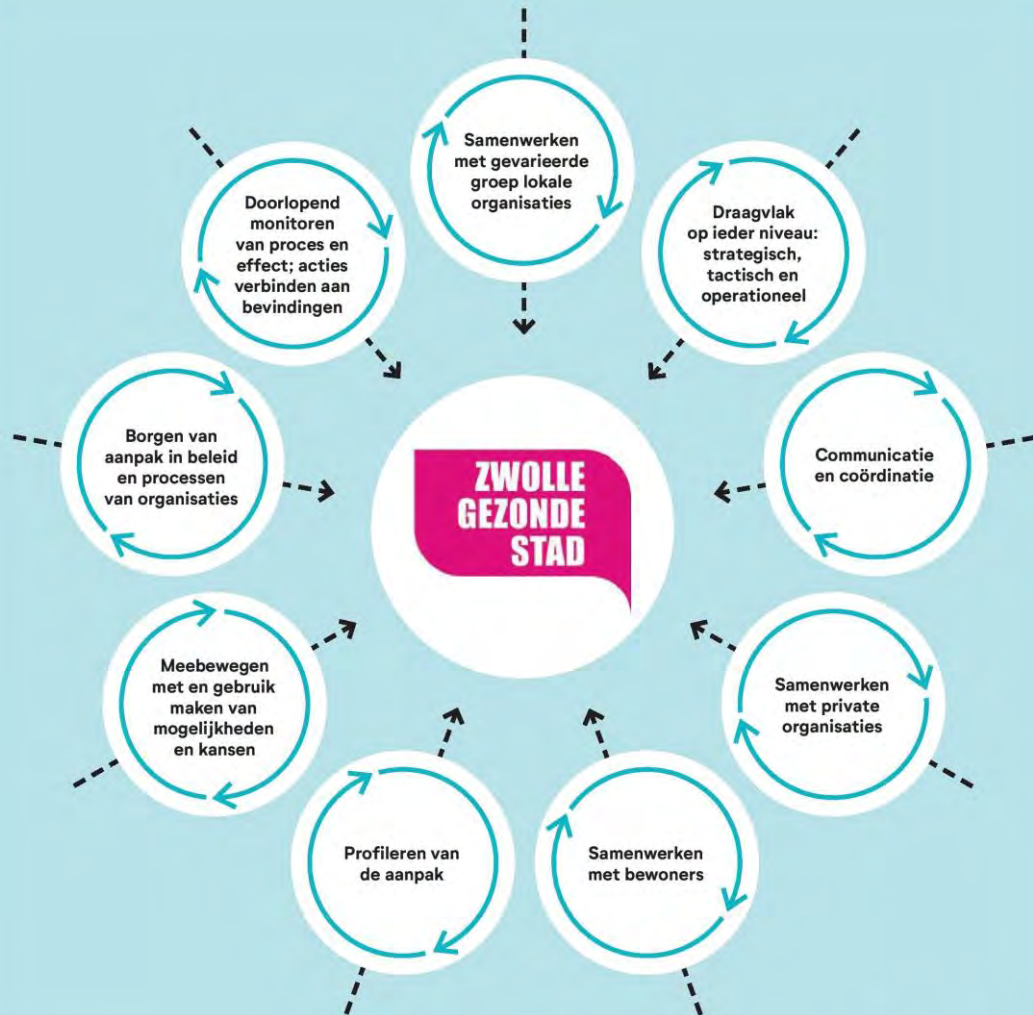 Samenwerken
met gevarieerde
groep lokale
organisaties
Draagvlak
op ieder niveau:
strategisch,
tactisch en
operationeel
Communicatie
en coördinatie
Samenwerken
met private
organisaties
Samenwerken
met bewoners
Profileren van
de aanpak
Meebewegen
met en gebruik
maken van
mogelijkheden
en kansen
Borgen van
aanpak in beleid
en processen
van organisaties
Doorlopend
monitoren
van proces en
effect; acties
verbinden aan
bevindingen
ZWOLLE
GEZONDE
STAD